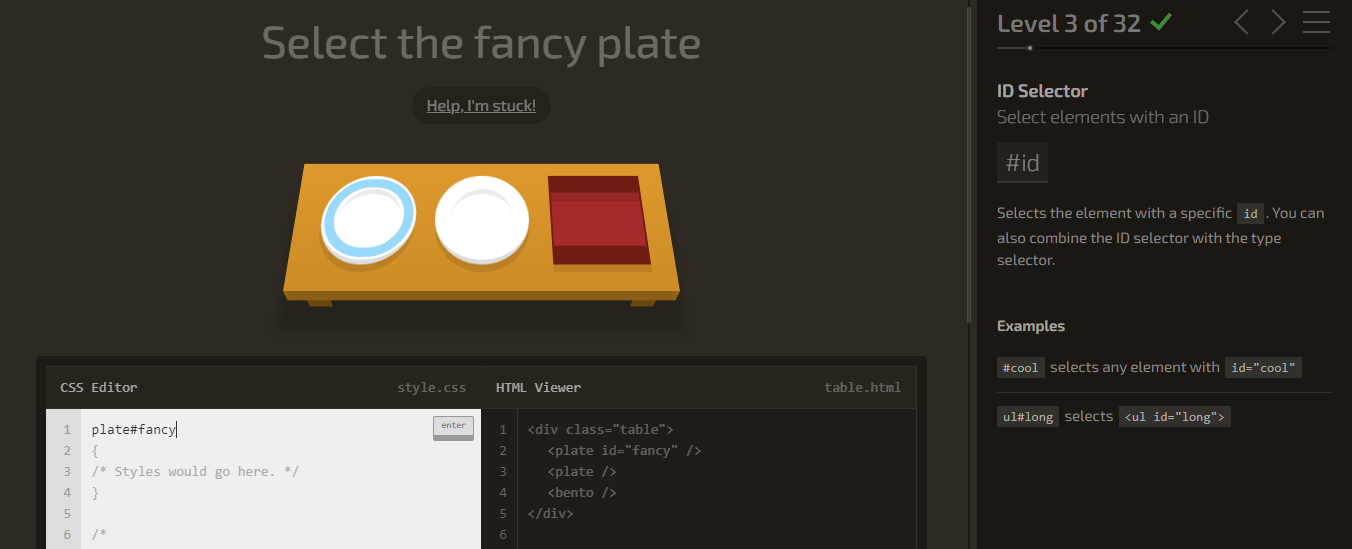 Select the fancy plate
Help, I'm stuck!
CSS Editor
style.css
1 plate#fancy
enter
2 {
3 /* Styles would go here. */
4 }
5
6 /*
HTML Viewer
table.html
1 <div class="table">
2 <plate id="fancy" />
3 <plate />
4 <bento />
5 </div>
6
Level 3 of 32
ID Selector
Select elements with an ID
#id
Selects the element with a specific id . You can
also combine the ID selector with the type
selector.
Examples
#cool selects any element with id="cool"
ul#long selects <ul id="long">